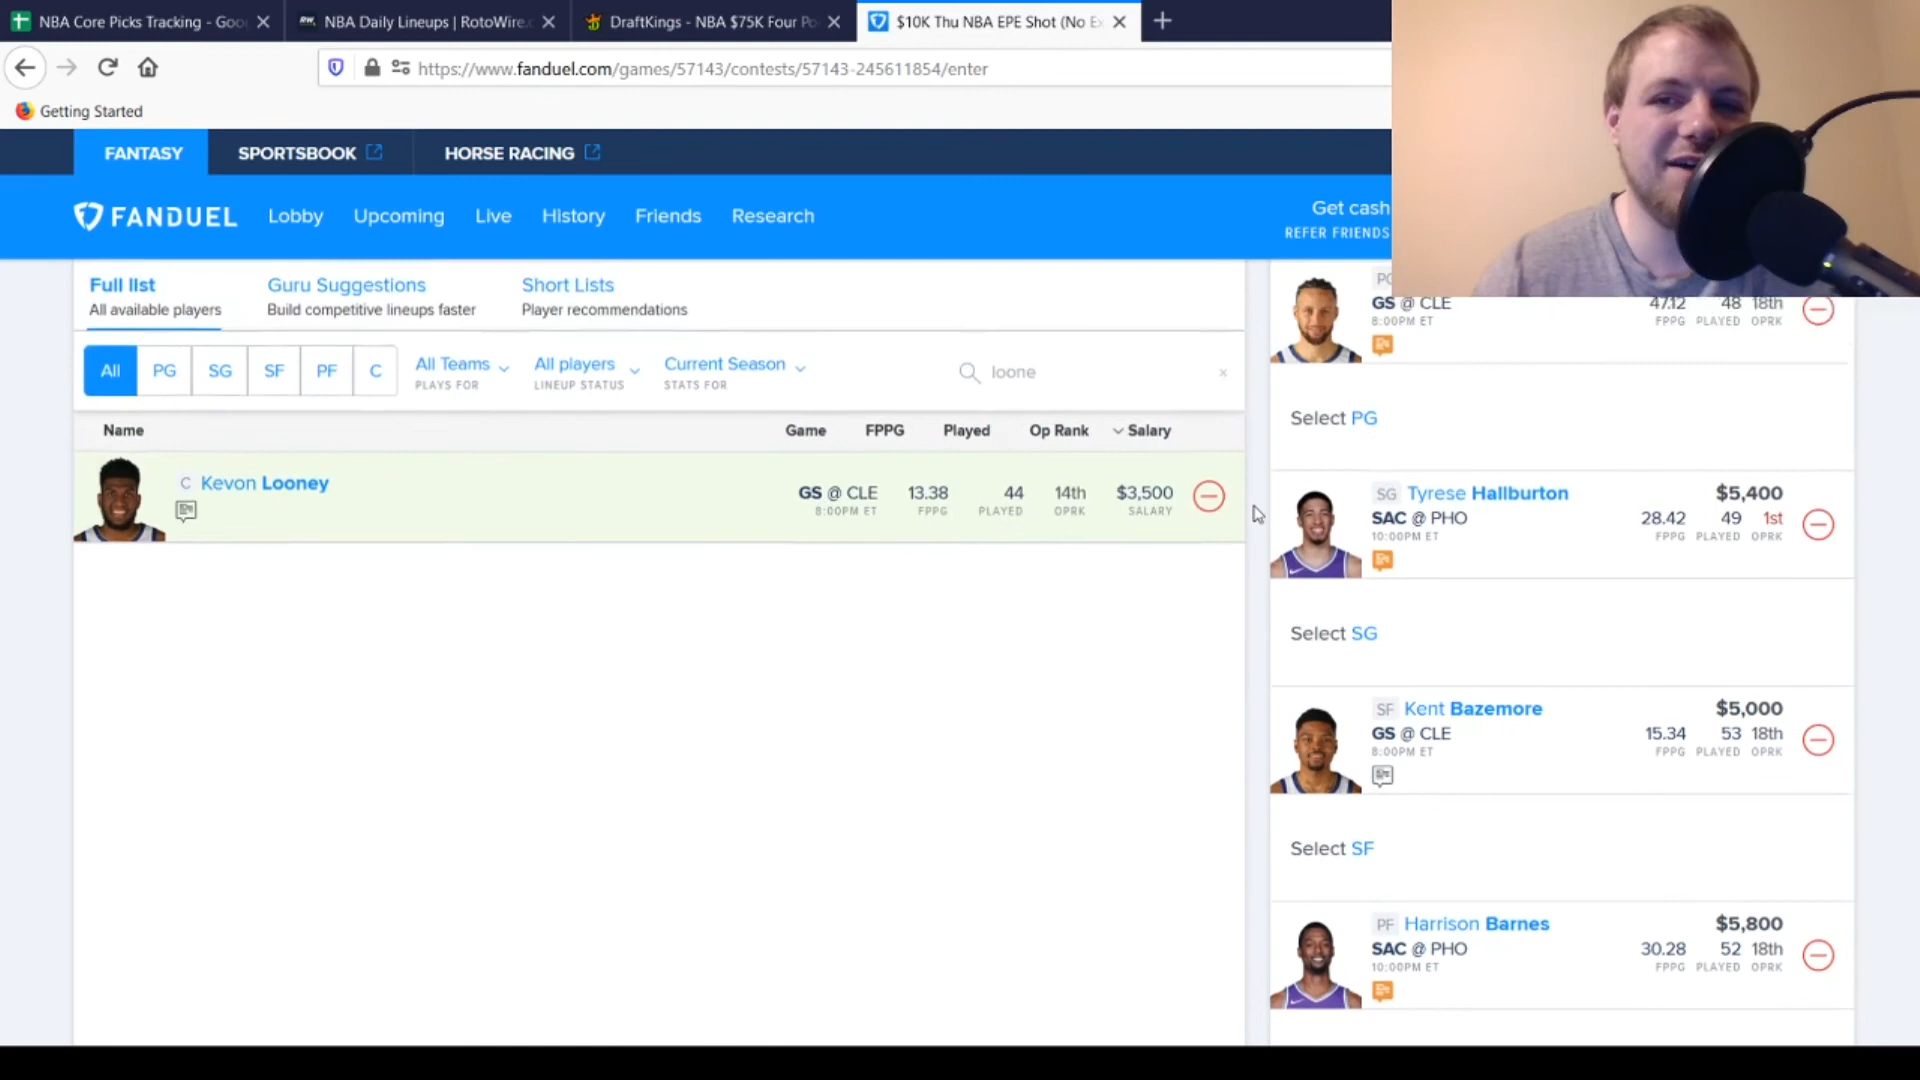 NBA Core Picks Tracking - Goo
NBA Daily Lineups | RotoWire.c
DraftKings - NBA $75K Four Po
$10K Thu NBA EPE Shot (No Ex
https://www.fanduel.com/games/57143/contests/57143-245611854/enter
Getting Started
FANTASY
SPORTSBOOK
HORSE RACING
FANDUEL
Lobby
Upcoming
Live
History
Friends
Research
Get cash
REFER FRIENDS
Full list
All available players
Guru Suggestions
Build competitive lineups faster
Short Lists
Player recommendations
All
PG
SG
SF
PF
C
All Teams
PLAYS FOR
All players
LINEUP STATUS
Current Season
STATS FOR
loone
Name
Game
FPPG
Played
Op Rank
Salary
C Kevon Looney
GS @ CLE
8:00PM ET
13.38
FPPG
44
PLAYED
14th
OPRK
$3,500
SALARY
GS @ CLE
8:00PM ET
47.12 48 18th
FPPG PLAYED OPRK
Select PG
SG Tyrese Haliburton $5,400
SAC @ PHO 28.42 49 1st
10:00PM ET FPPG PLAYED OPRK
Select SG
SF Kent Bazemore $5,000
GS @ CLE 15.34 53 18th
8:00PM ET FPPG PLAYED OPRK
Select SF
PF Harrison Barnes $5,800
SAC @ PHO 30.28 52 18th
10:00PM ET FPPG PLAYED OPRK